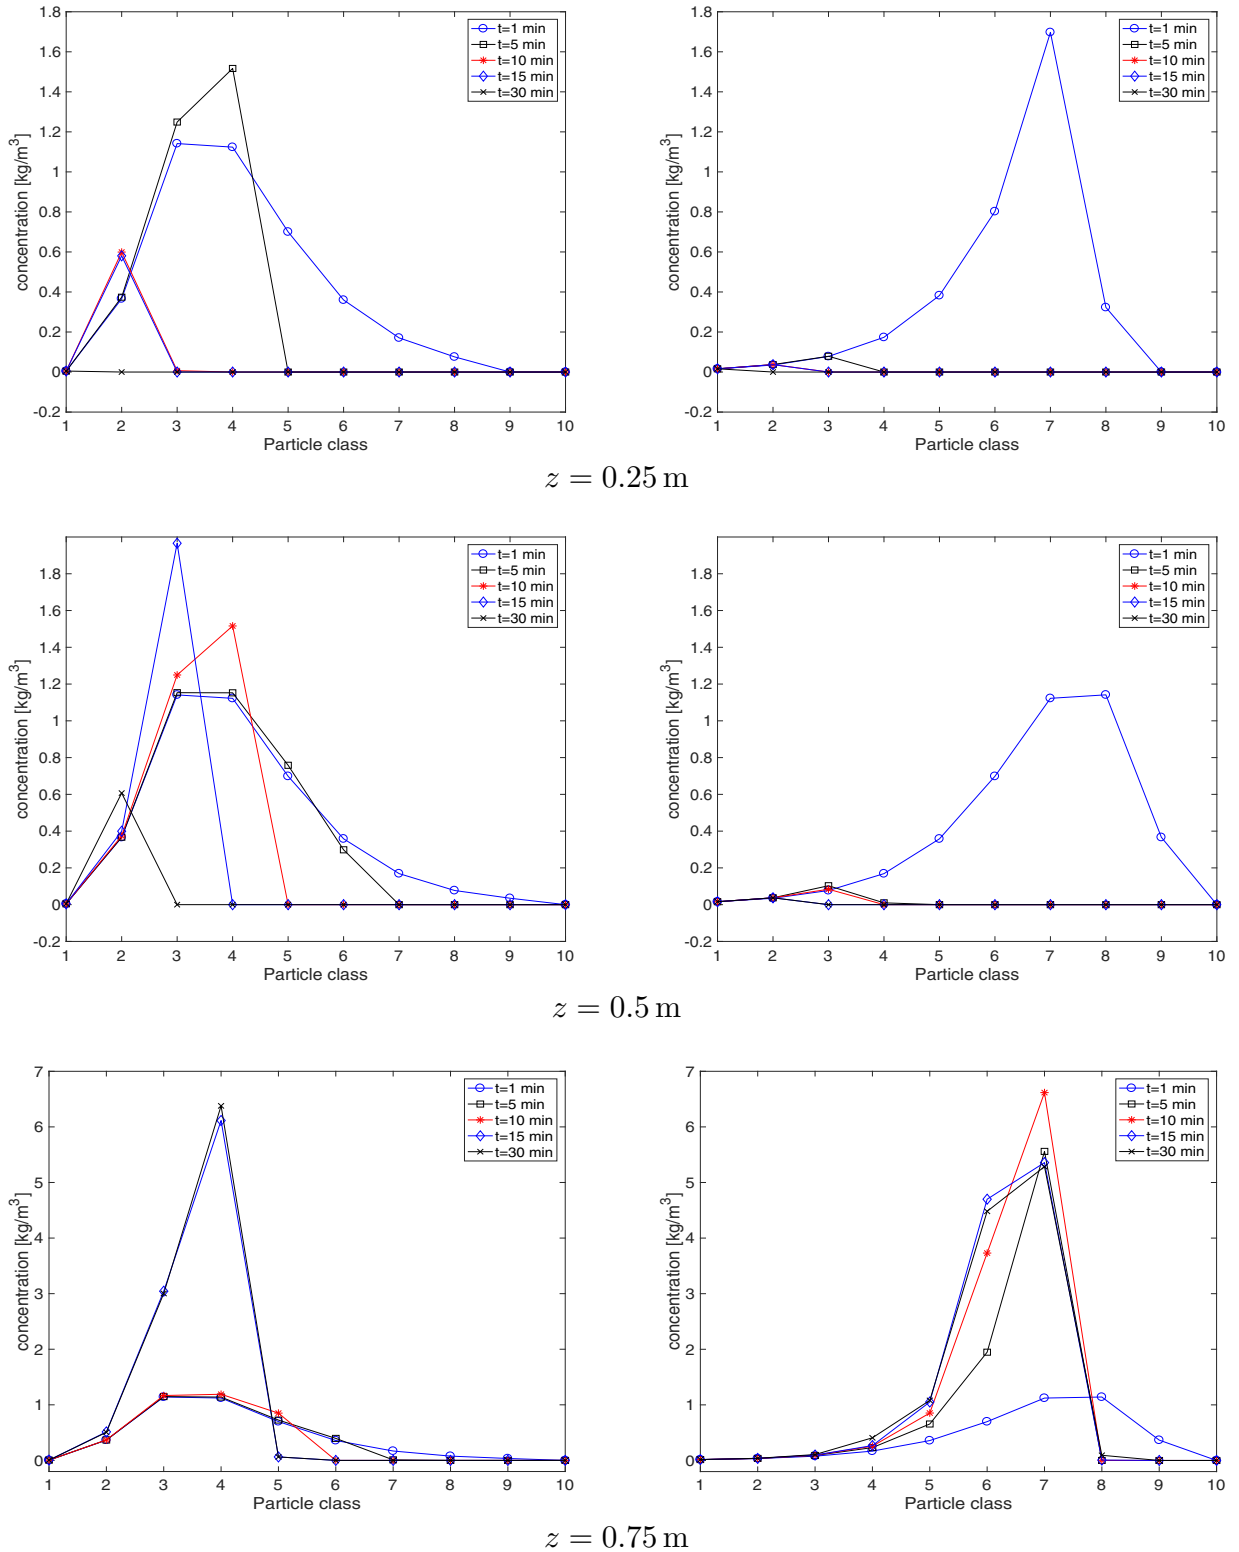 1.8
1.6
1.4
1.2
1
0.8
0.6
0.4
0.2
0
-0.2
concentration [kg/m³]
1 2 3 4 5 6 7 8 9 10
Particle class
t=1 min
t=5 min
t=10 min
t=15 min
t=30 min
1.8
1.6
1.4
1.2
1
0.8
0.6
0.4
0.2
0
-0.2
concentration [kg/m³]
1 2 3 4 5 6 7 8 9 10
Particle class
t=1 min
t=5 min
t=10 min
t=15 min
t=30 min
z = 0.25 m
1.8
1.6
1.4
1.2
1
0.8
0.6
0.4
0.2
0
-0.2
concentration [kg/m³]
1 2 3 4 5 6 7 8 9 10
Particle class
t=1 min
t=5 min
t=10 min
t=15 min
t=30 min
1.8
1.6
1.4
1.2
1
0.8
0.6
0.4
0.2
0
-0.2
concentration [kg/m³]
1 2 3 4 5 6 7 8 9 10
Particle class
t=1 min
t=5 min
t=10 min
t=15 min
t=30 min
z = 0.5 m
7
6
5
4
3
2
1
0
concentration [kg/m³]
1 2 3 4 5 6 7 8 9 10
Particle class
t=1 min
t=5 min
t=10 min
t=15 min
t=30 min
7
6
5
4
3
2
1
0
concentration [kg/m³]
1 2 3 4 5 6 7 8 9 10
Particle class
t=1 min
t=5 min
t=10 min
t=15 min
t=30 min
z = 0.75 m